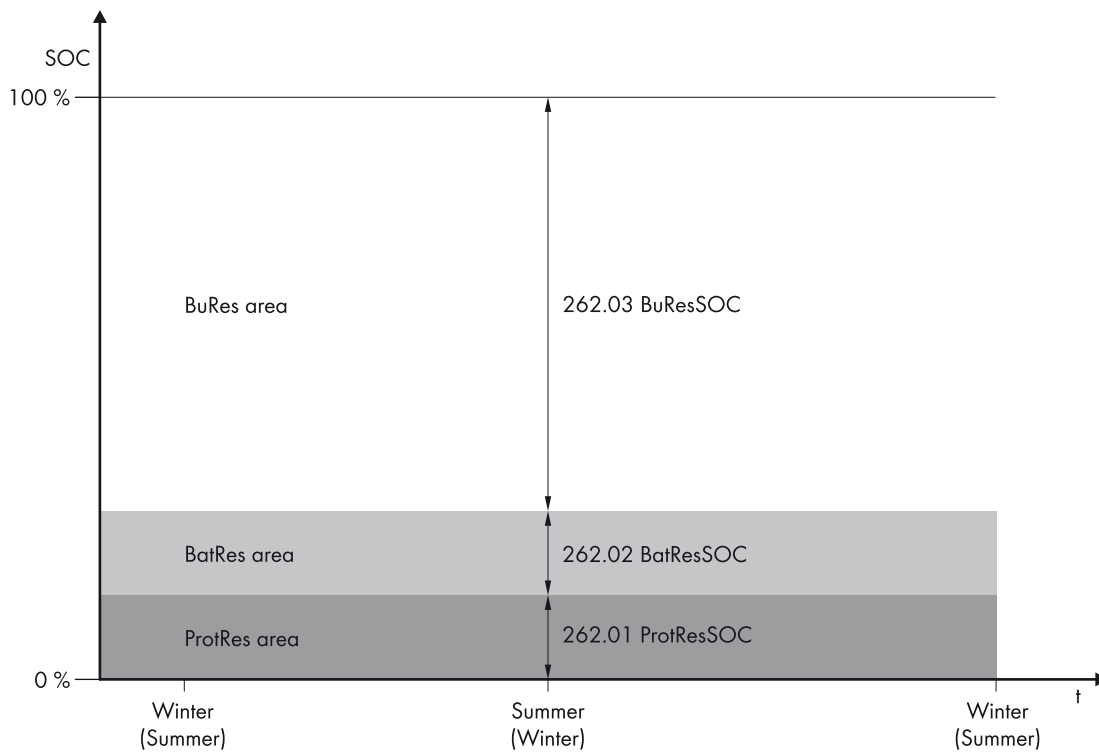 SOC
100 %
BuRes area
262.03 BuResSOC
BatRes area
262.02 BatResSOC
ProtRes area
262.01 ProtResSOC
0 %
t
Winter
(Summer)
Summer
(Winter)
Winter
(Summer)